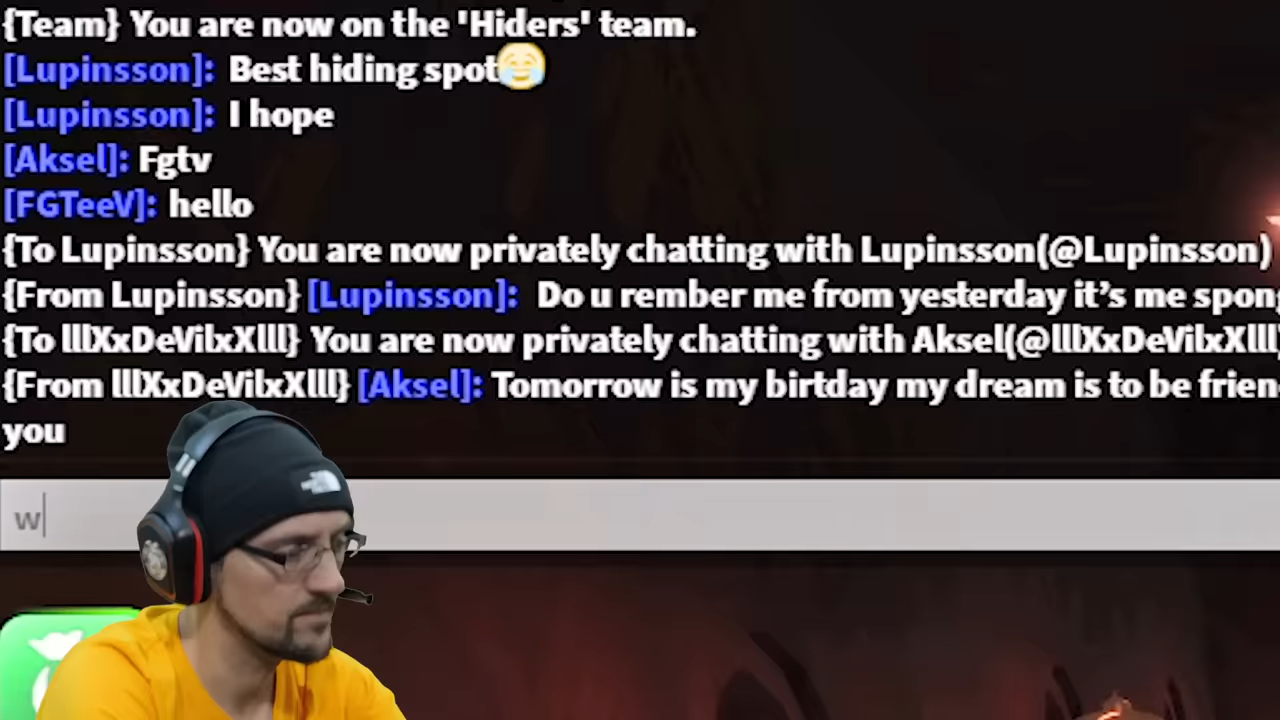 {Team} You are now on the 'Hiders' team.
[Lupinsson]: Best hiding spot😂
[Lupinsson]: I hope
[Aksel]: Fgtv
[FGTeeV]: hello
{To Lupinsson} You are now privately chatting with Lupinsson(@Lupinsson)
{From Lupinsson} [Lupinsson]: Do u rember me from yesterday it’s me spon
{To lllXxDeVilxXlll} You are now privately chatting with Aksel(@lllXxDeVilxXlll
{From lllXxDeVilxXlll} [Aksel]: Tomorrow is my birtday my dream is to be frien
you
w